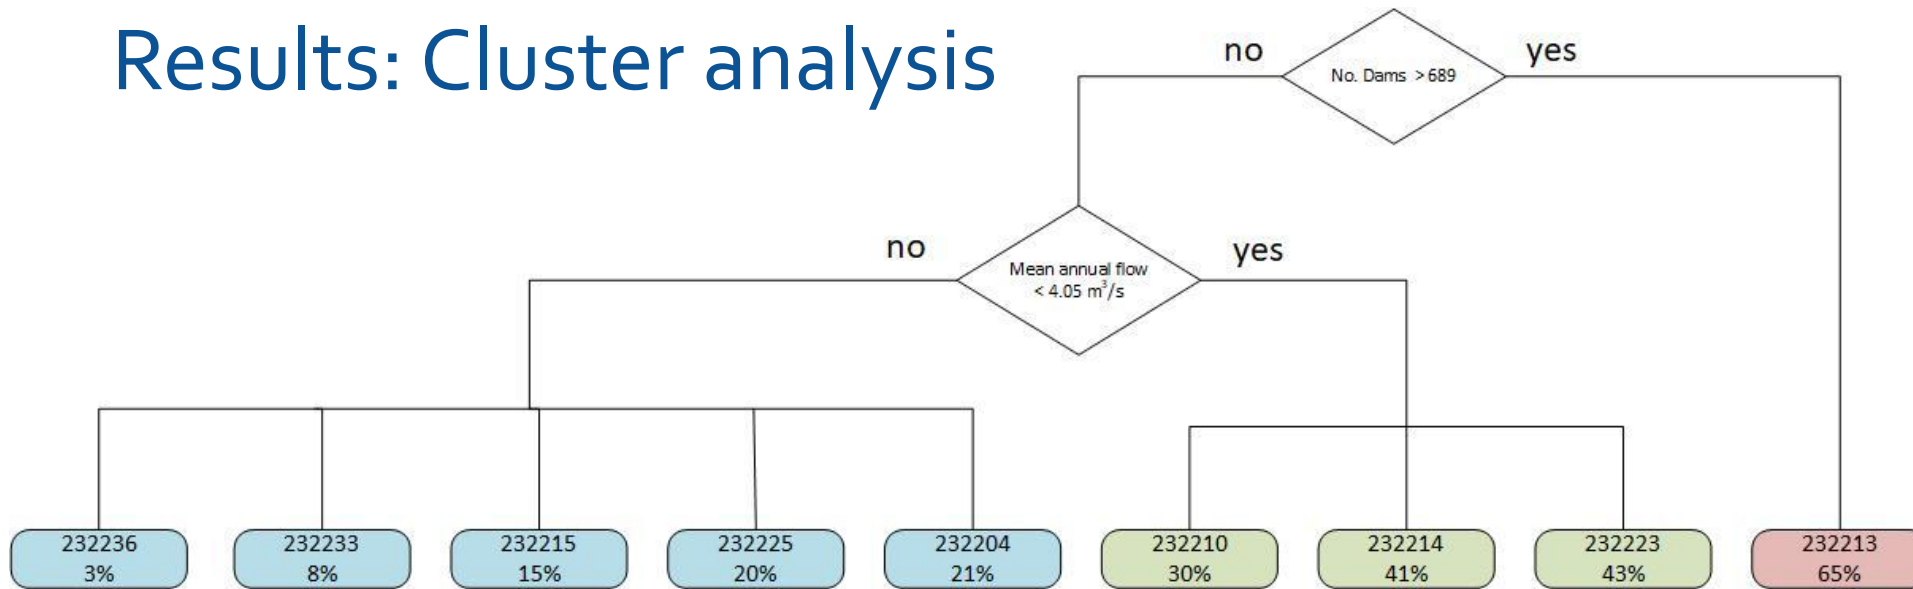 Results: Cluster analysis
no
yes
No. Dams > 689
no
yes
Mean annual flow
< 4.05 m³/s
232236
3%
232233
8%
232215
15%
232225
20%
232204
21%
232210
30%
232214
41%
232223
43%
232213
65%